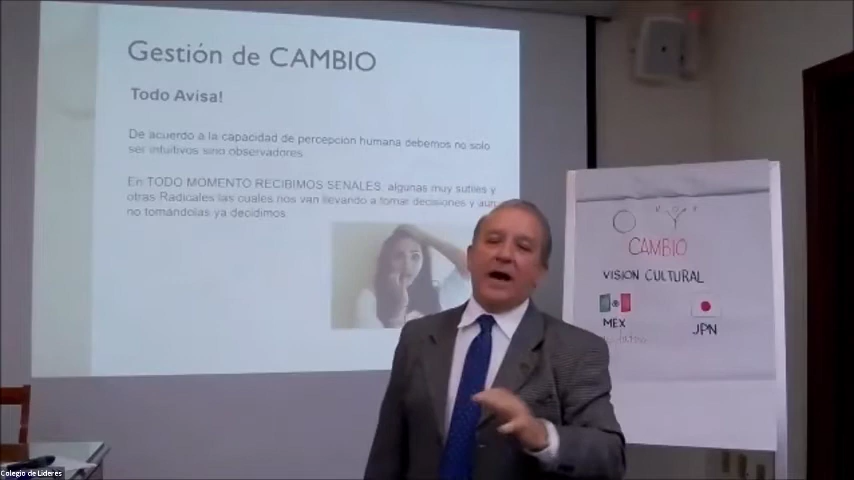 Gestión de CAMBIO
Todo Avisa!
De acuerdo a la capacidad de percepción humana debemos no solo
ser intuitivos sino observadores.
En TODO MOMENTO RECIBIMOS SEÑALES, algunas muy sutiles y
otras Radicales las cuales nos van llevando a tomar decisiones y aun
no tomándolas ya decidimos.
CAMBIO
VISION CULTURAL
MEX
JPN
Colegio de Líderes